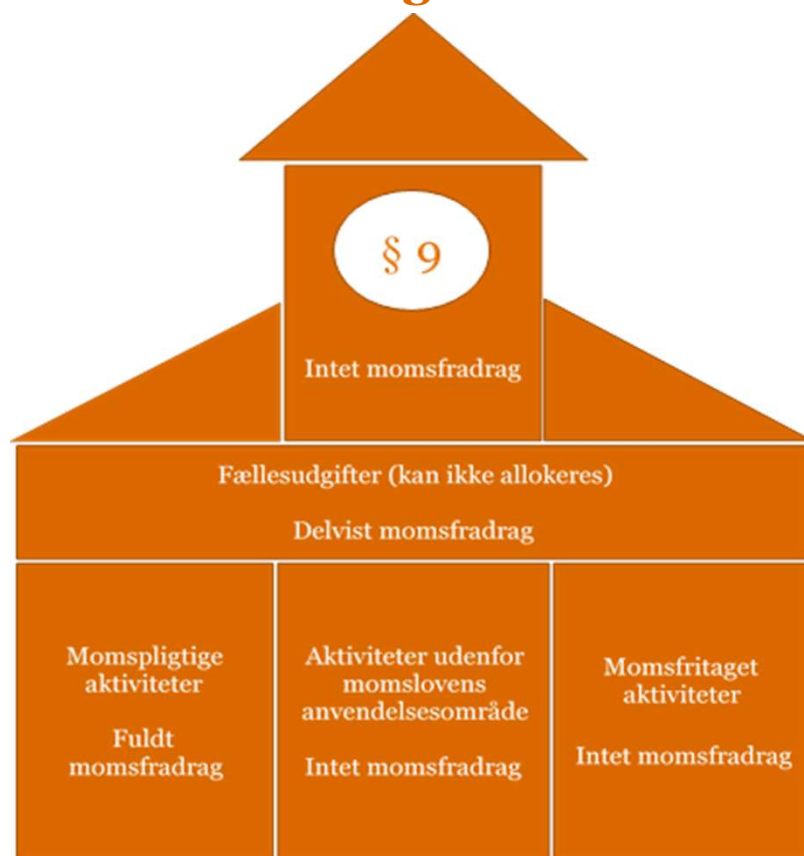 § 9
Intet momsfradrag
Fællesudgifter (kan ikke allokeres)
Delvist momsfradrag
Momspligtige
aktiviteter
Fuldt
momsfradrag
Aktiviteter udenfor
momslovens
anvendelsesområde
Intet momsfradrag
Momsfritaget
aktiviteter
Intet momsfradrag